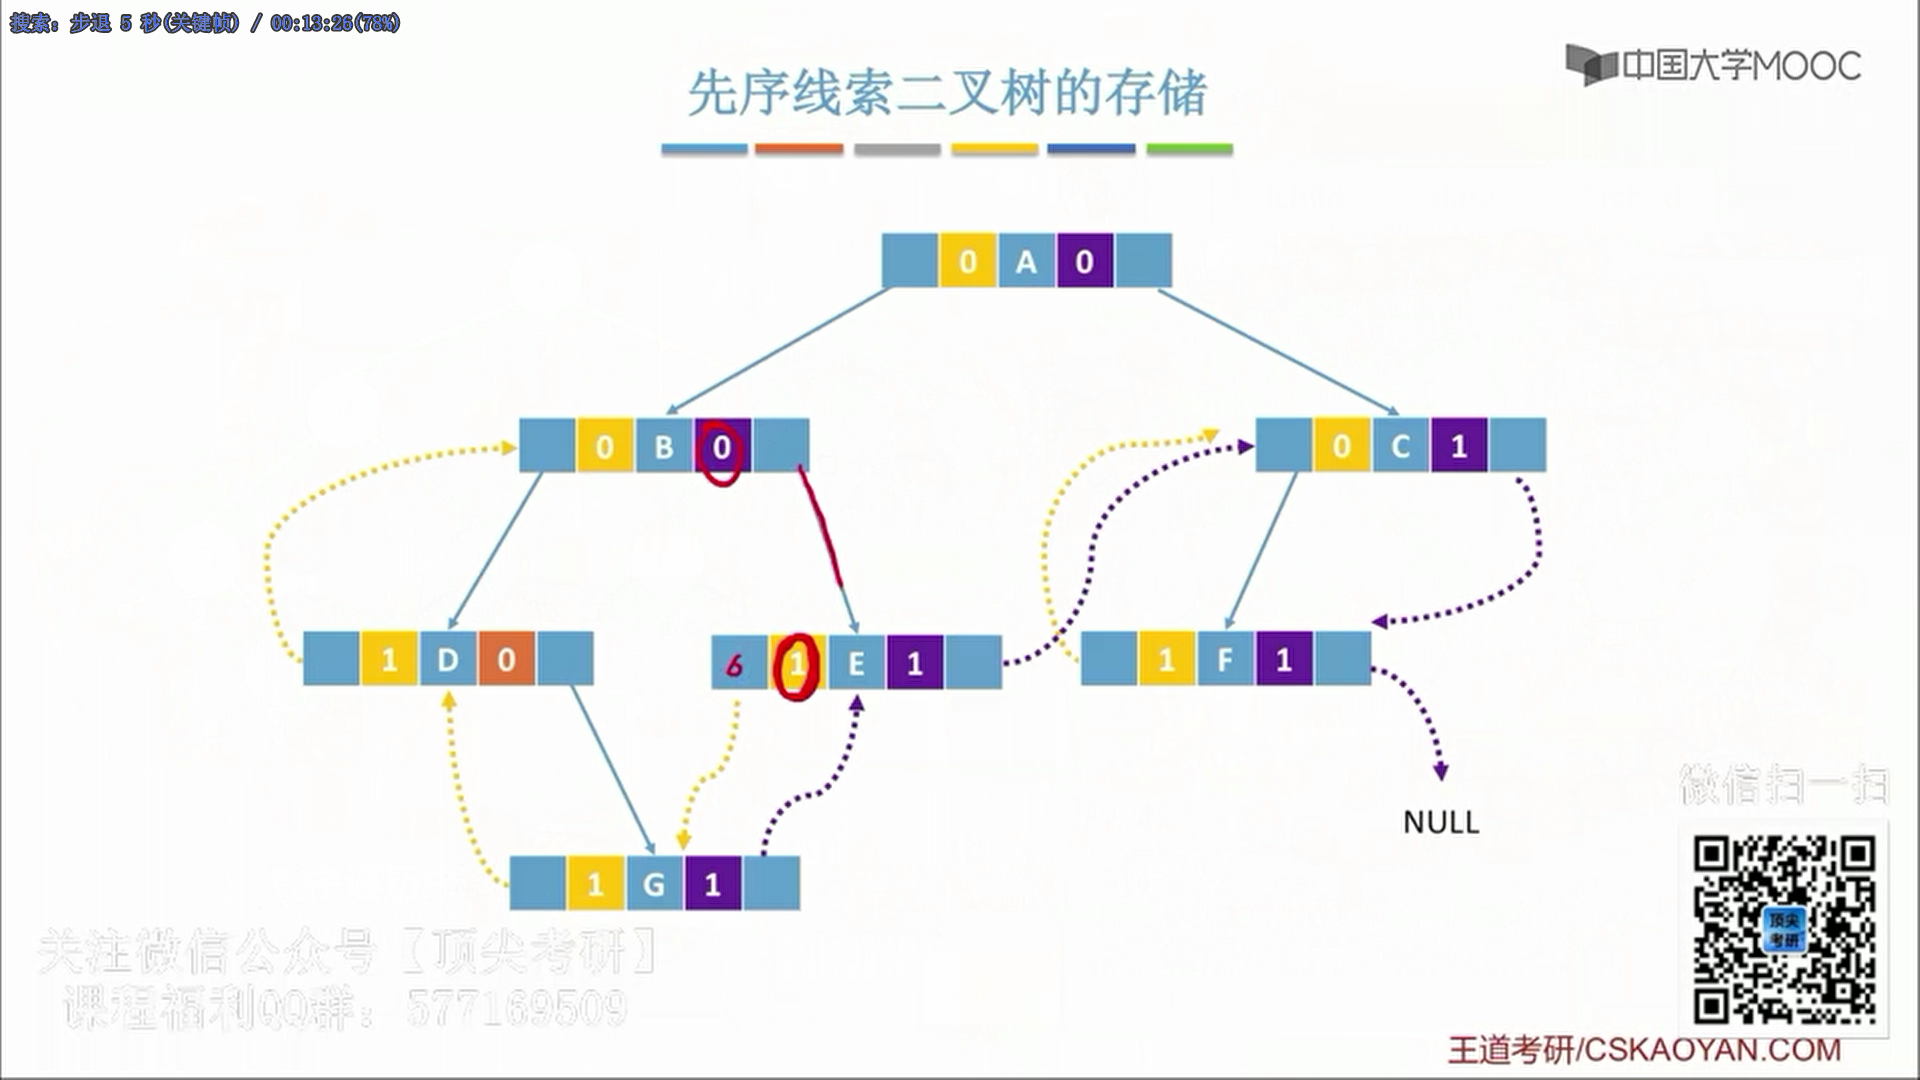 搜索: 步退 5 秒(关键帧) / 00:13:26(78%)
中国大学MOOC
先序线索二叉树的存储
0 A 0
0 B 0
0 C 1
1 D 0
6 1 E 1
1 F 1
NULL
1 G 1
微信扫一扫
顶尖
考研
关注微信公众号【顶尖考研】
课程福利QQ群：577169509
王道考研/CSKAOYAN.COM